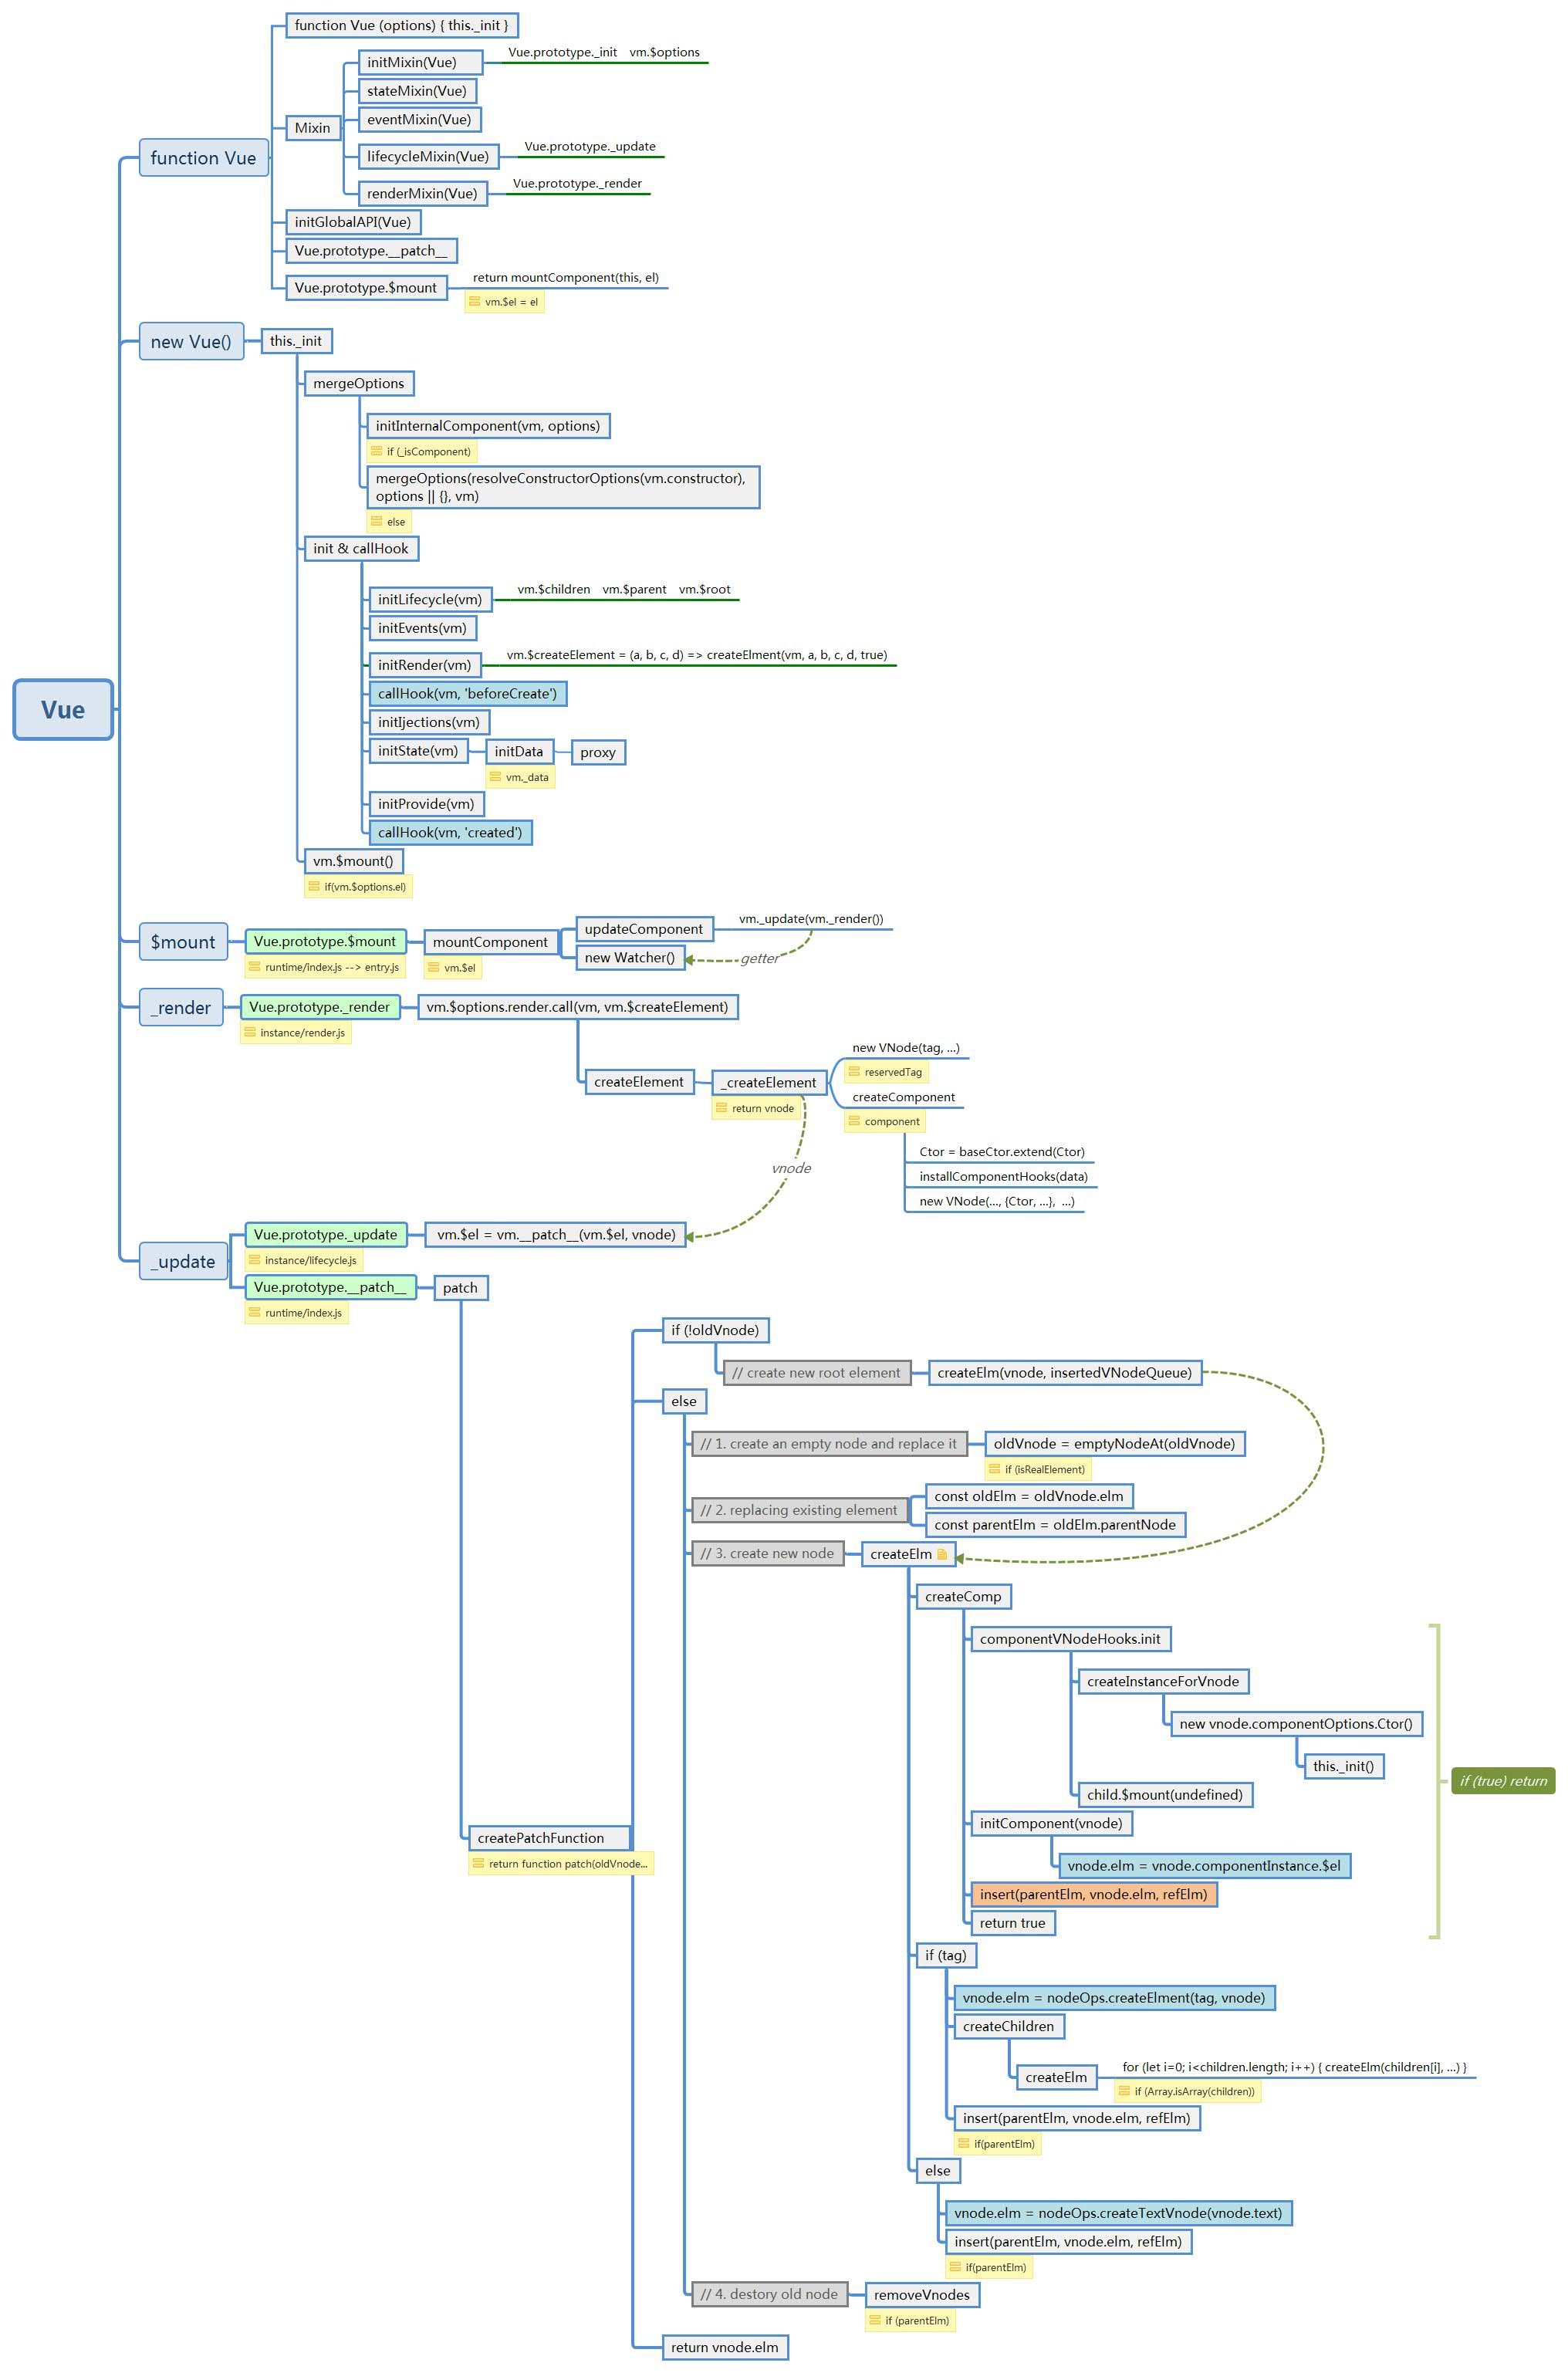 Vue
function Vue
function Vue (options) { this._init }
Mixin
initMixin(Vue)
Vue.prototype._init    vm.$options
stateMixin(Vue)
eventMixin(Vue)
lifecycleMixin(Vue)
Vue.prototype._update
renderMixin(Vue)
Vue.prototype._render
initGlobalAPI(Vue)
Vue.prototype.__patch__
Vue.prototype.$mount
return mountComponent(this, el)
vm.$el = el
new Vue()
this._init
mergeOptions
initInternalComponent(vm, options)
if (_isComponent)
mergeOptions(resolveConstructorOptions(vm.constructor),
options || {}, vm)
else
init & callHook
initLifecycle(vm)
vm.$children    vm.$parent    vm.$root
initEvents(vm)
initRender(vm)
vm.$createElement = (a, b, c, d) => createElment(vm, a, b, c, d, true)
callHook(vm, 'beforeCreate')
initIjections(vm)
initState(vm)
initData
proxy
vm._data
initProvide(vm)
callHook(vm, 'created')
vm.$mount()
if(vm.$options.el)
$mount
Vue.prototype.$mount
runtime/index.js --> entry.js
mountComponent
vm.$el
updateComponent
vm._update(vm._render())
new Watcher()
getter
_render
Vue.prototype._render
instance/render.js
vm.$options.render.call(vm, vm.$createElement)
createElement
_createElement
return vnode
new VNode(tag, ...)
reservedTag
createComponent
component
Ctor = baseCtor.extend(Ctor)
installComponentHooks(data)
new VNode(..., {Ctor, ...},  ...)
vnode
_update
Vue.prototype._update
instance/lifecycle.js
vm.$el = vm.__patch__(vm.$el, vnode)
Vue.prototype.__patch__
runtime/index.js
patch
createPatchFunction
return function patch(oldVnode...
if (!oldVnode)
// create new root element
createElm(vnode, insertedVNodeQueue)
else
// 1. create an empty node and replace it
oldVnode = emptyNodeAt(oldVnode)
if (isRealElement)
// 2. replacing existing element
const oldElm = oldVnode.elm
const parentElm = oldElm.parentNode
// 3. create new node
createElm
createComp
componentVNodeHooks.init
createInstanceForVnode
new vnode.componentOptions.Ctor()
this._init()
child.$mount(undefined)
initComponent(vnode)
vnode.elm = vnode.componentInstance.$el
insert(parentElm, vnode.elm, refElm)
return true
if (true) return
if (tag)
vnode.elm = nodeOps.createElment(tag, vnode)
createChildren
createElm
for (let i=0; i<children.length; i++) { createElm(children[i], ...) }
if (Array.isArray(children))
insert(parentElm, vnode.elm, refElm)
if(parentElm)
else
vnode.elm = nodeOps.createTextVnode(vnode.text)
insert(parentElm, vnode.elm, refElm)
if(parentElm)
// 4. destory old node
removeVnodes
if (parentElm)
return vnode.elm